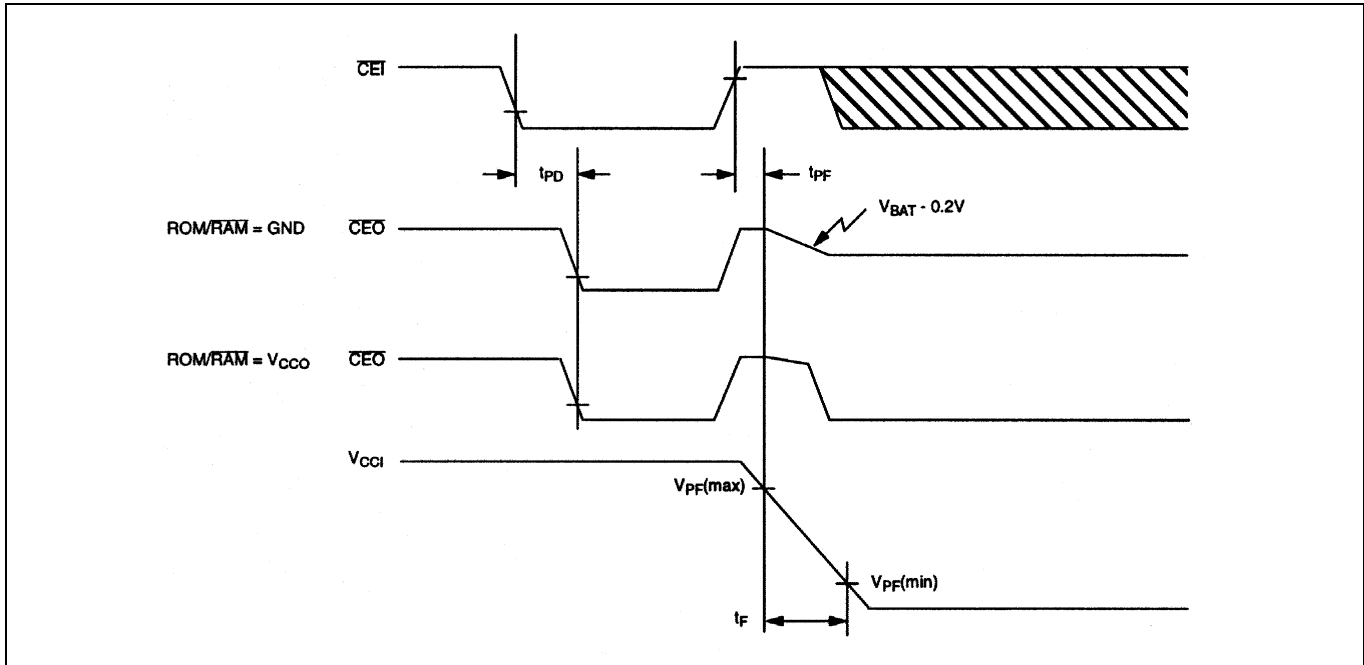 CEI
tPD
tPF
VBAT - 0.2V
ROM/RAM = GND CEO
ROM/RAM = VCCO CEO
VCCI
VPF(max)
VPF(min)
tF